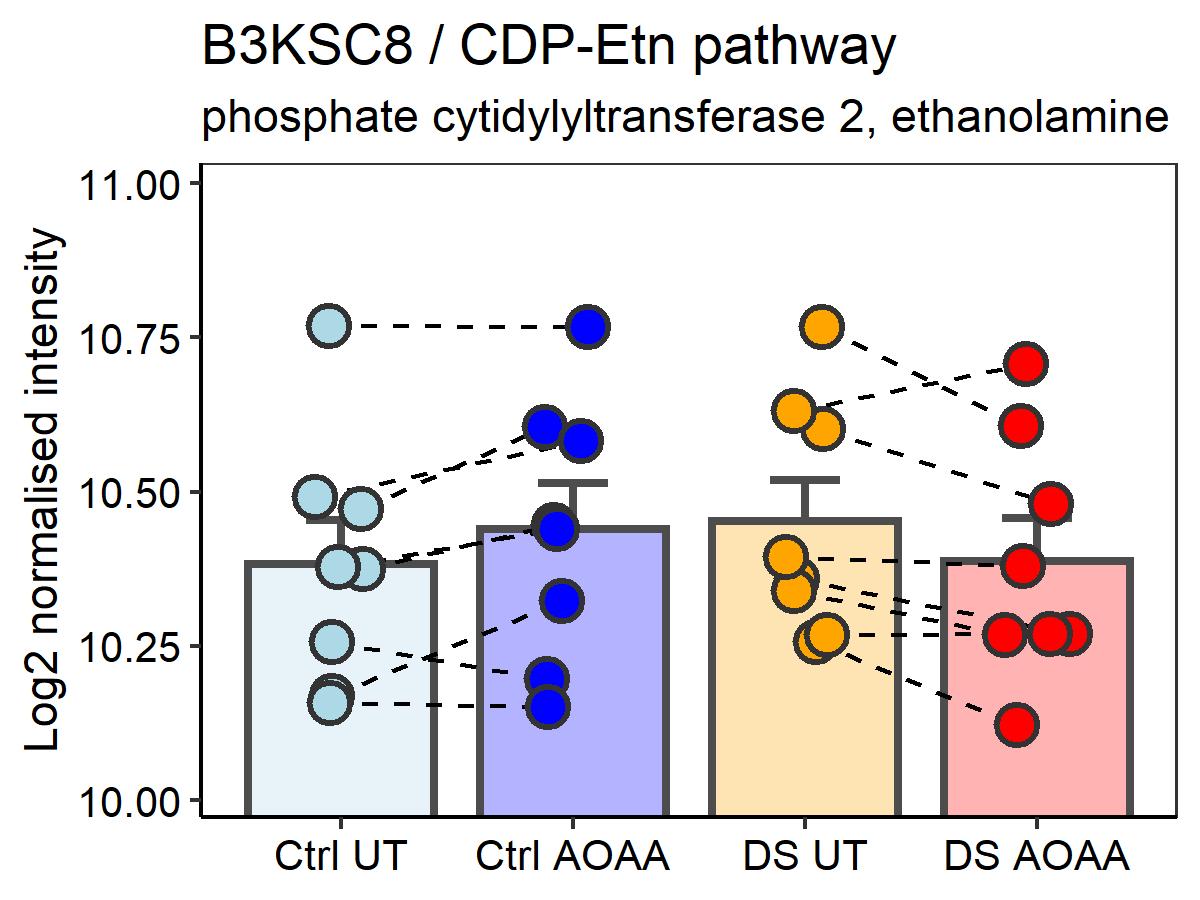 B3KSC8 / CDP-Etn pathway
phosphate cytidylyltransferase 2, ethanolamine
Log2 normalised intensity
11.00
10.75
10.50
10.25
10.00
Ctrl UT
Ctrl AOAA
DS UT
DS AOAA